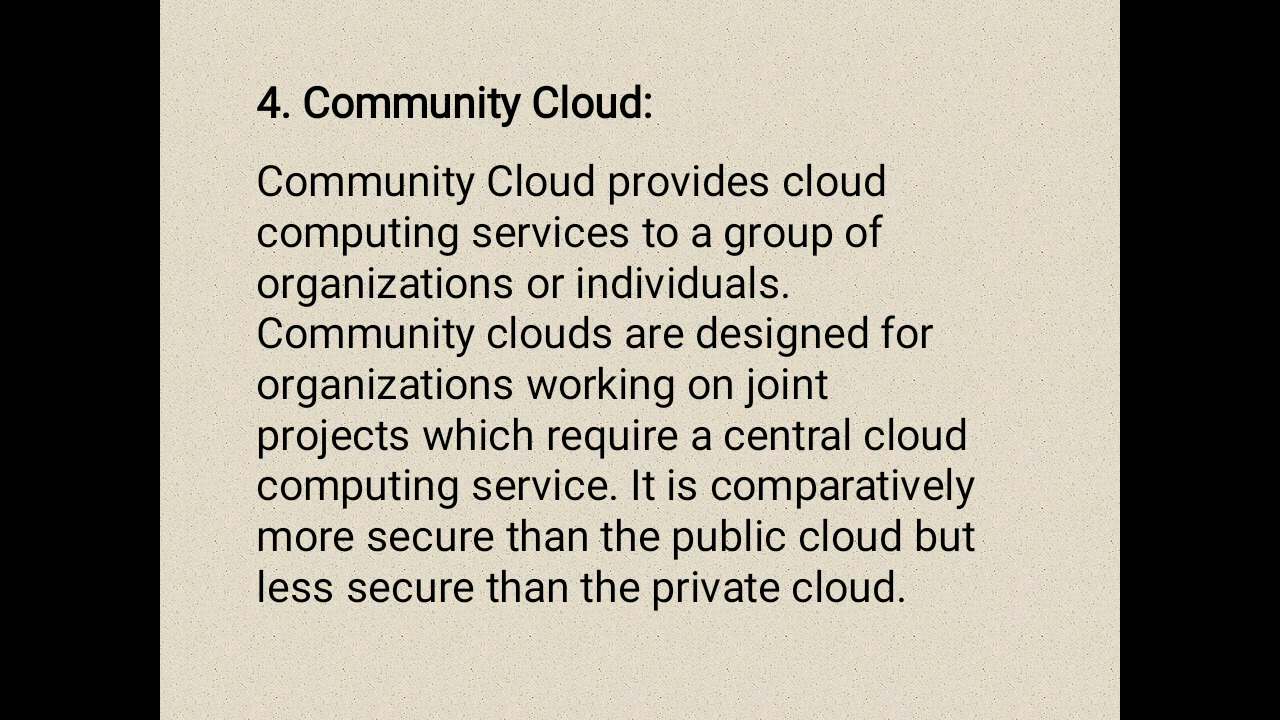 4. Community Cloud:
Community Cloud provides cloud
computing services to a group of
organizations or individuals.
Community clouds are designed for
organizations working on joint
projects which require a central cloud
computing service. It is comparatively
more secure than the public cloud but
less secure than the private cloud.